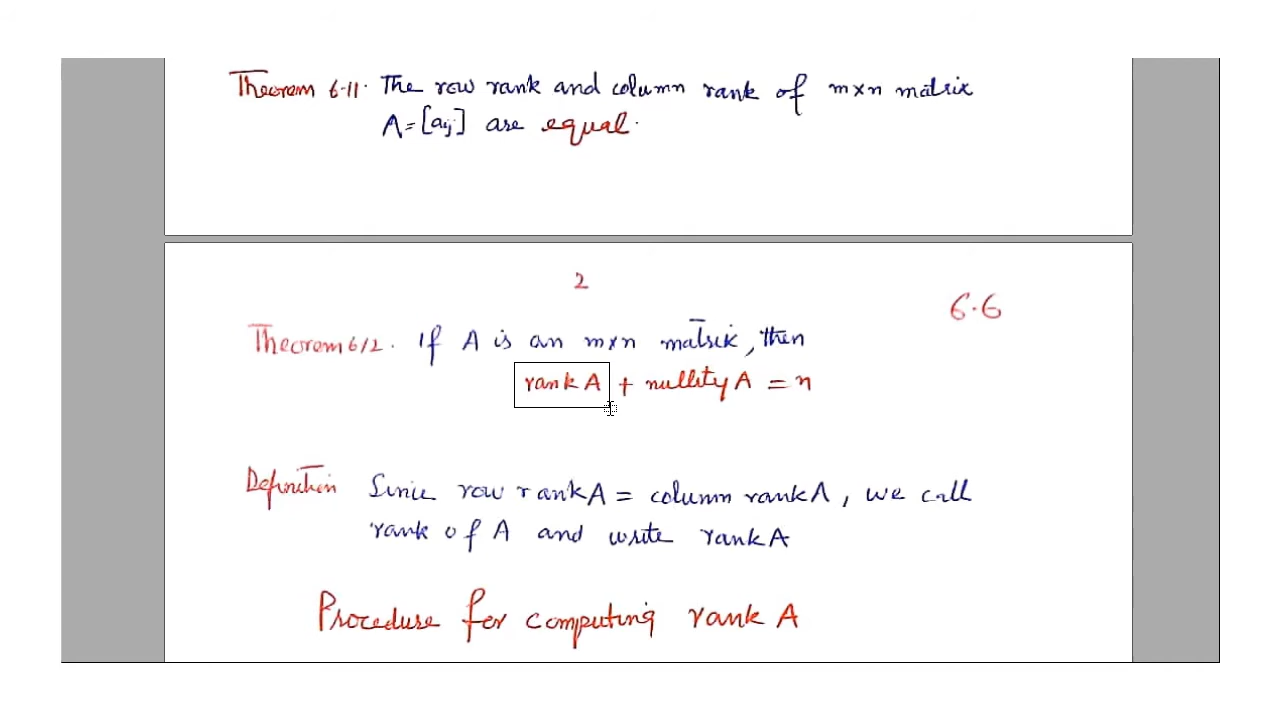 Theorem 6.11. The row rank and column rank of m×n matrix
A=[aij] are equal.
2
6.6
Theorem 6.12. If A is an m×n matrix, then
rank A + nullity A = n
Definition Since row rank A = column rank A, we call
rank of A and write rank A
Procedure for computing rank A